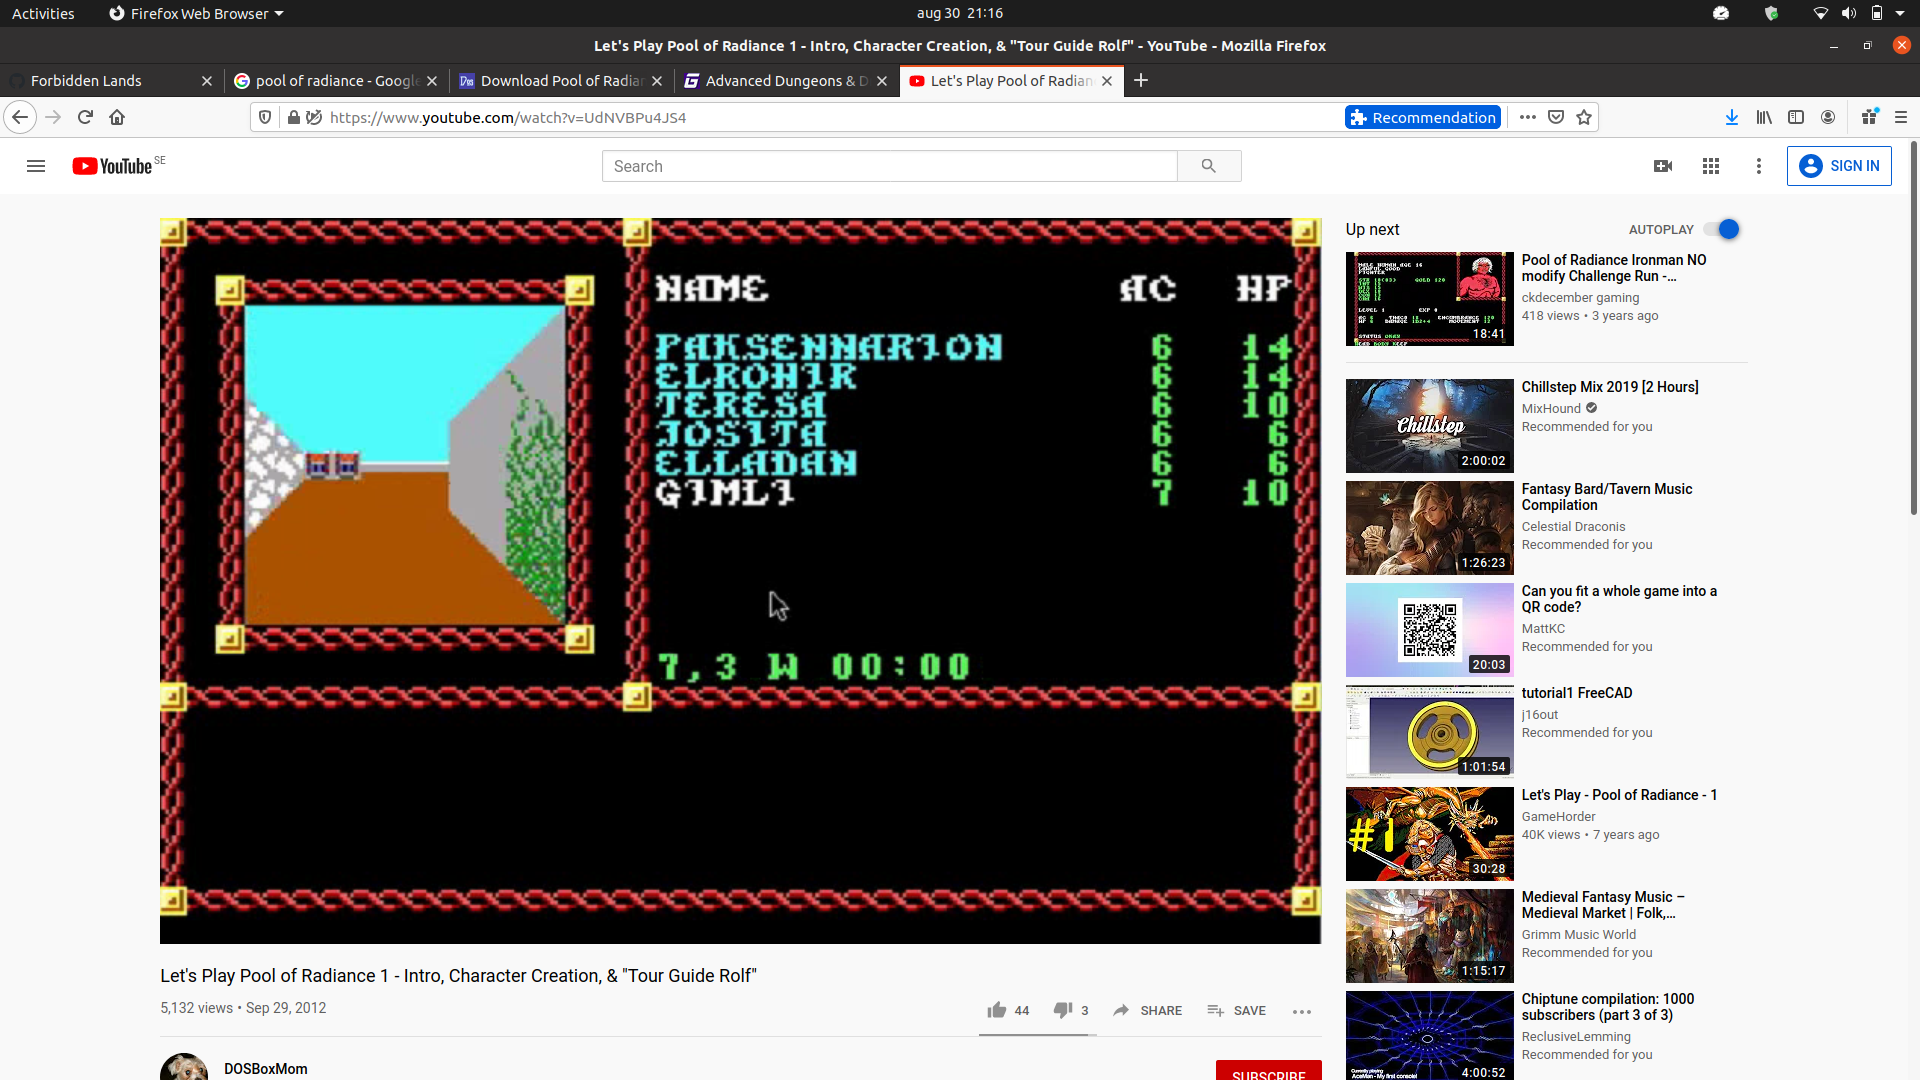 Activities
Firefox Web Browser
aug 30 21:16
Let's Play Pool of Radiance 1 - Intro, Character Creation, & "Tour Guide Rolf" - YouTube - Mozilla Firefox
Forbidden Lands
pool of radiance - Google
Download Pool of Radian
Advanced Dungeons & D
Let's Play Pool of Radian
https://www.youtube.com/watch?v=UdNVBPu4JS4
Recommendation
YouTube SE
Search
SIGN IN
NAME AC HP
PAKSENNARION 6 14
ELROHIR 6 14
TERESA 6 10
JOSITA 6 6
ELLADAN 6 6
GIMLI 7 10
7,3 W 00:00
Let's Play Pool of Radiance 1 - Intro, Character Creation, & "Tour Guide Rolf"
5,132 views • Sep 29, 2012
44
3
SHARE
SAVE
DOSBoxMom
SUBSCRIBE
Up next
AUTOPLAY
18:41
Pool of Radiance Ironman NO
modify Challenge Run -...
ckdecember gaming
418 views • 3 years ago
Chillstep
2:00:02
Chillstep Mix 2019 [2 Hours]
MixHound
Recommended for you
1:26:23
Fantasy Bard/Tavern Music
Compilation
Celestial Draconis
Recommended for you
20:03
Can you fit a whole game into a
QR code?
MattKC
Recommended for you
1:01:54
tutorial1 FreeCAD
j16out
Recommended for you
#1
30:28
Let's Play - Pool of Radiance - 1
GameHorder
40K views • 7 years ago
1:15:17
Medieval Fantasy Music –
Medieval Market | Folk,...
Grimm Music World
Recommended for you
Currently playing
AceMan - My first console!
4:00:52
Chiptune compilation: 1000
subscribers (part 3 of 3)
ReclusiveLemming
Recommended for you